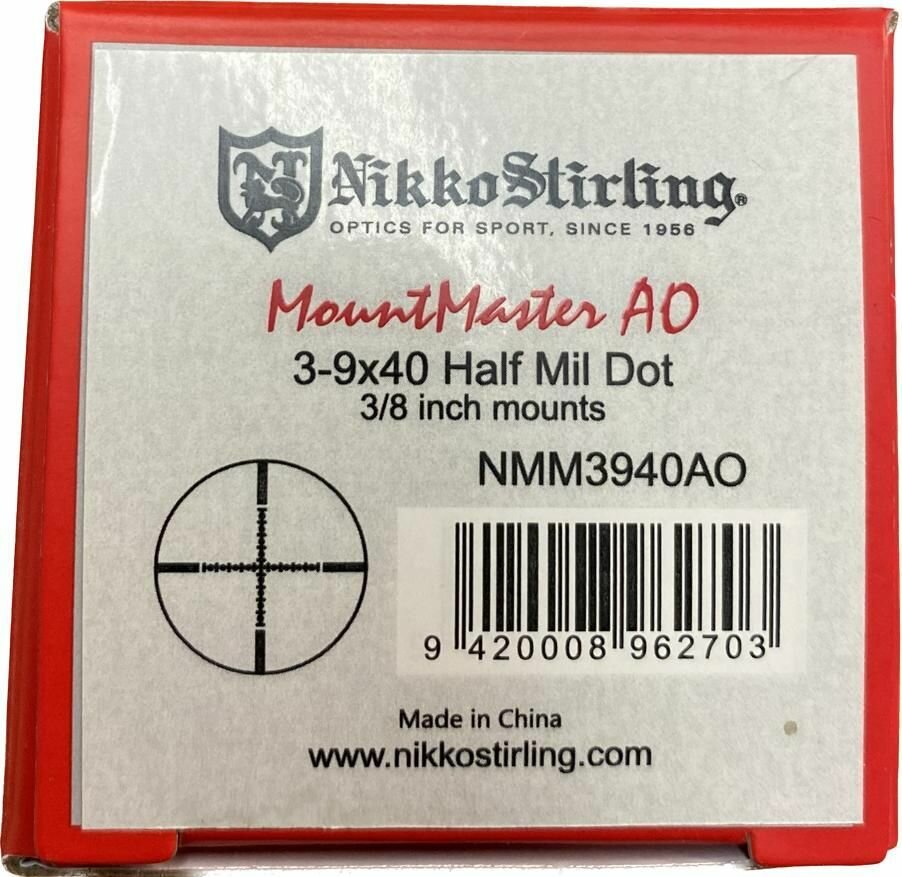 NikkoStirling®
OPTICS FOR SPORT, SINCE 1956
MountMaster AO
3-9x40 Half Mil Dot
3/8 inch mounts
NMM3940AO
9 420008 962703
Made in China
www.nikkostirling.com